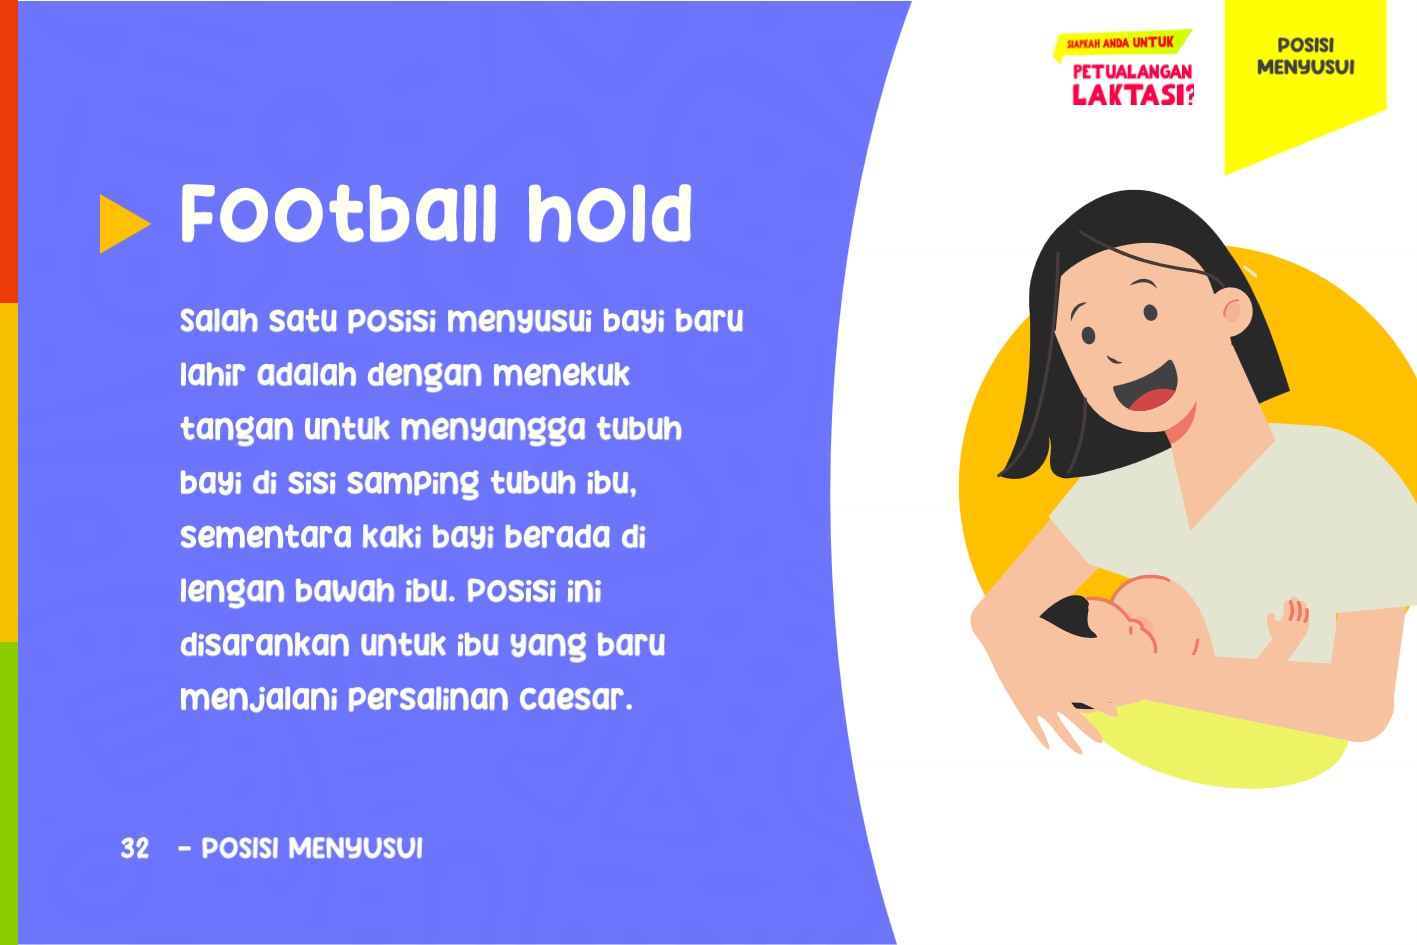 SIAPKAH ANDA UNTUK
PETUALANGAN
LAKTASI?
POSISI
MENYUSUI
Football hold
Salah satu posisi menyusui bayi baru
lahir adalah dengan menekuk
tangan untuk menyangga tubuh
bayi di sisi samping tubuh ibu,
sementara kaki bayi berada di
lengan bawah ibu. Posisi ini
disarankan untuk ibu yang baru
menjalani persalinan caesar.
32 - POSISI MENYUSUI